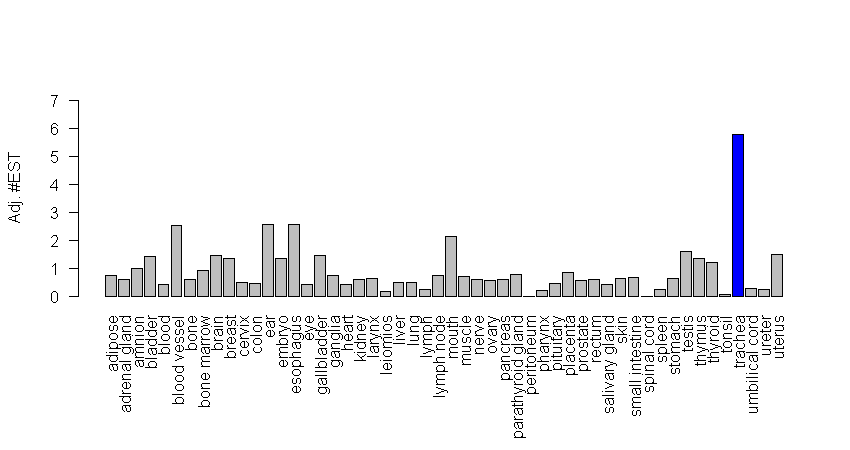 7
6
5
4
3
2
1
0
Adj. #EST
adipose
adrenal gland
amnion
bladder
blood
blood vessel
bone
bone marrow
brain
breast
cervix
colon
ear
embryo
esophagus
eye
gallbladder
ganglia
heart
kidney
larynx
leiomios
liver
lung
lymph
lymph node
mouth
muscle
nerve
ovary
pancreas
parathyroid gland
peritoneum
pharynx
pituitary
placenta
prostate
rectum
salivary gland
skin
small intestine
spinal cord
spleen
stomach
testis
thymus
thyroid
tonsil
trachea
umbilical cord
ureter
uterus